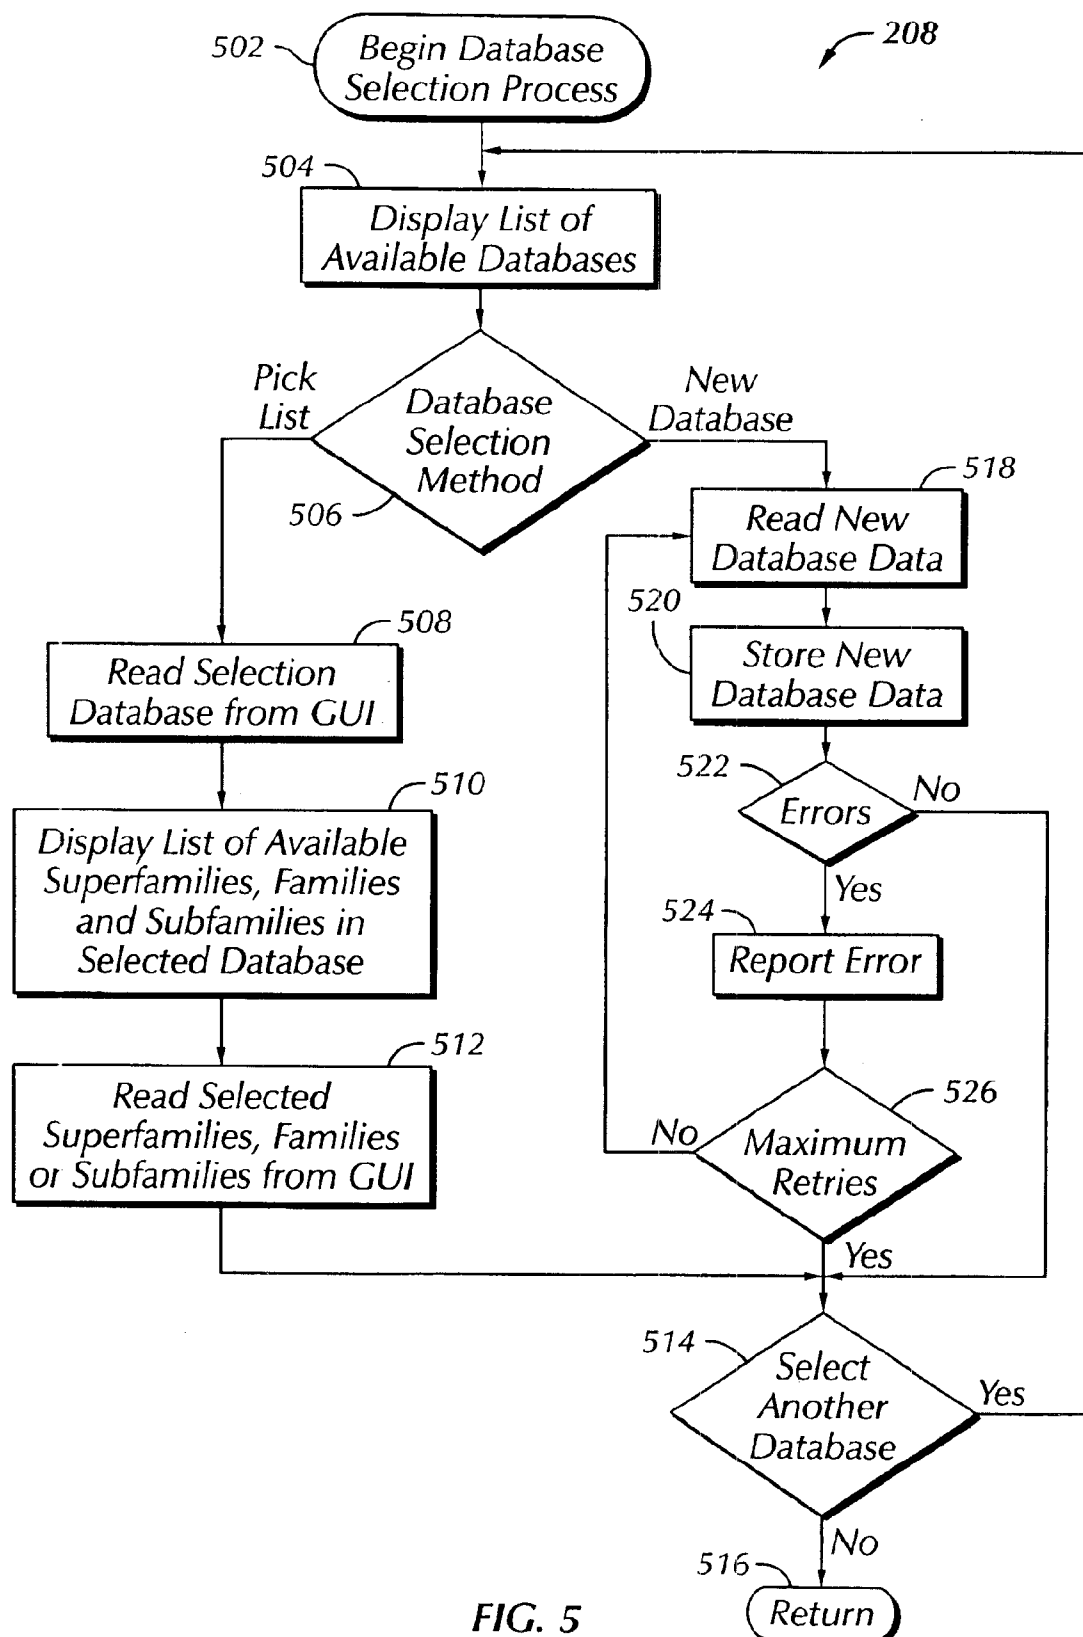 502
Begin Database
Selection Process
208
504
Display List of
Available Databases
Pick
List
Database
Selection
Method
506
New
Database
518
Read New
Database Data
520
Store New
Database Data
508
Read Selection
Database from GUI
522
Errors
No
Yes
510
Display List of Available
Superfamilies, Families
and Subfamilies in
Selected Database
524
Report Error
512
Read Selected
Superfamilies, Families
or Subfamilies from GUI
526
No
Maximum
Retries
Yes
514
Select
Another
Database
Yes
No
516
Return
FIG. 5